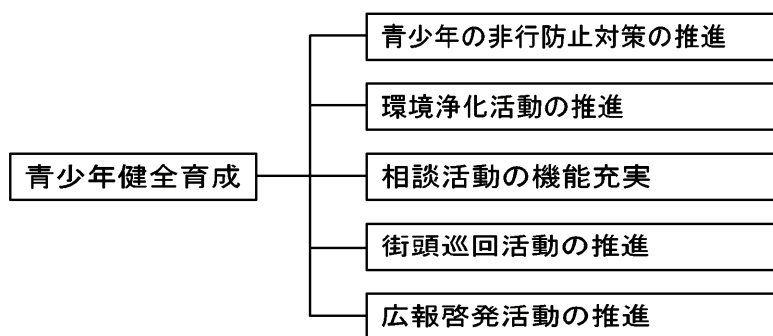 青少年の非行防止対策の推進
環境浄化活動の推進
青少年健全育成
相談活動の機能充実
街頭巡回活動の推進
広報啓発活動の推進